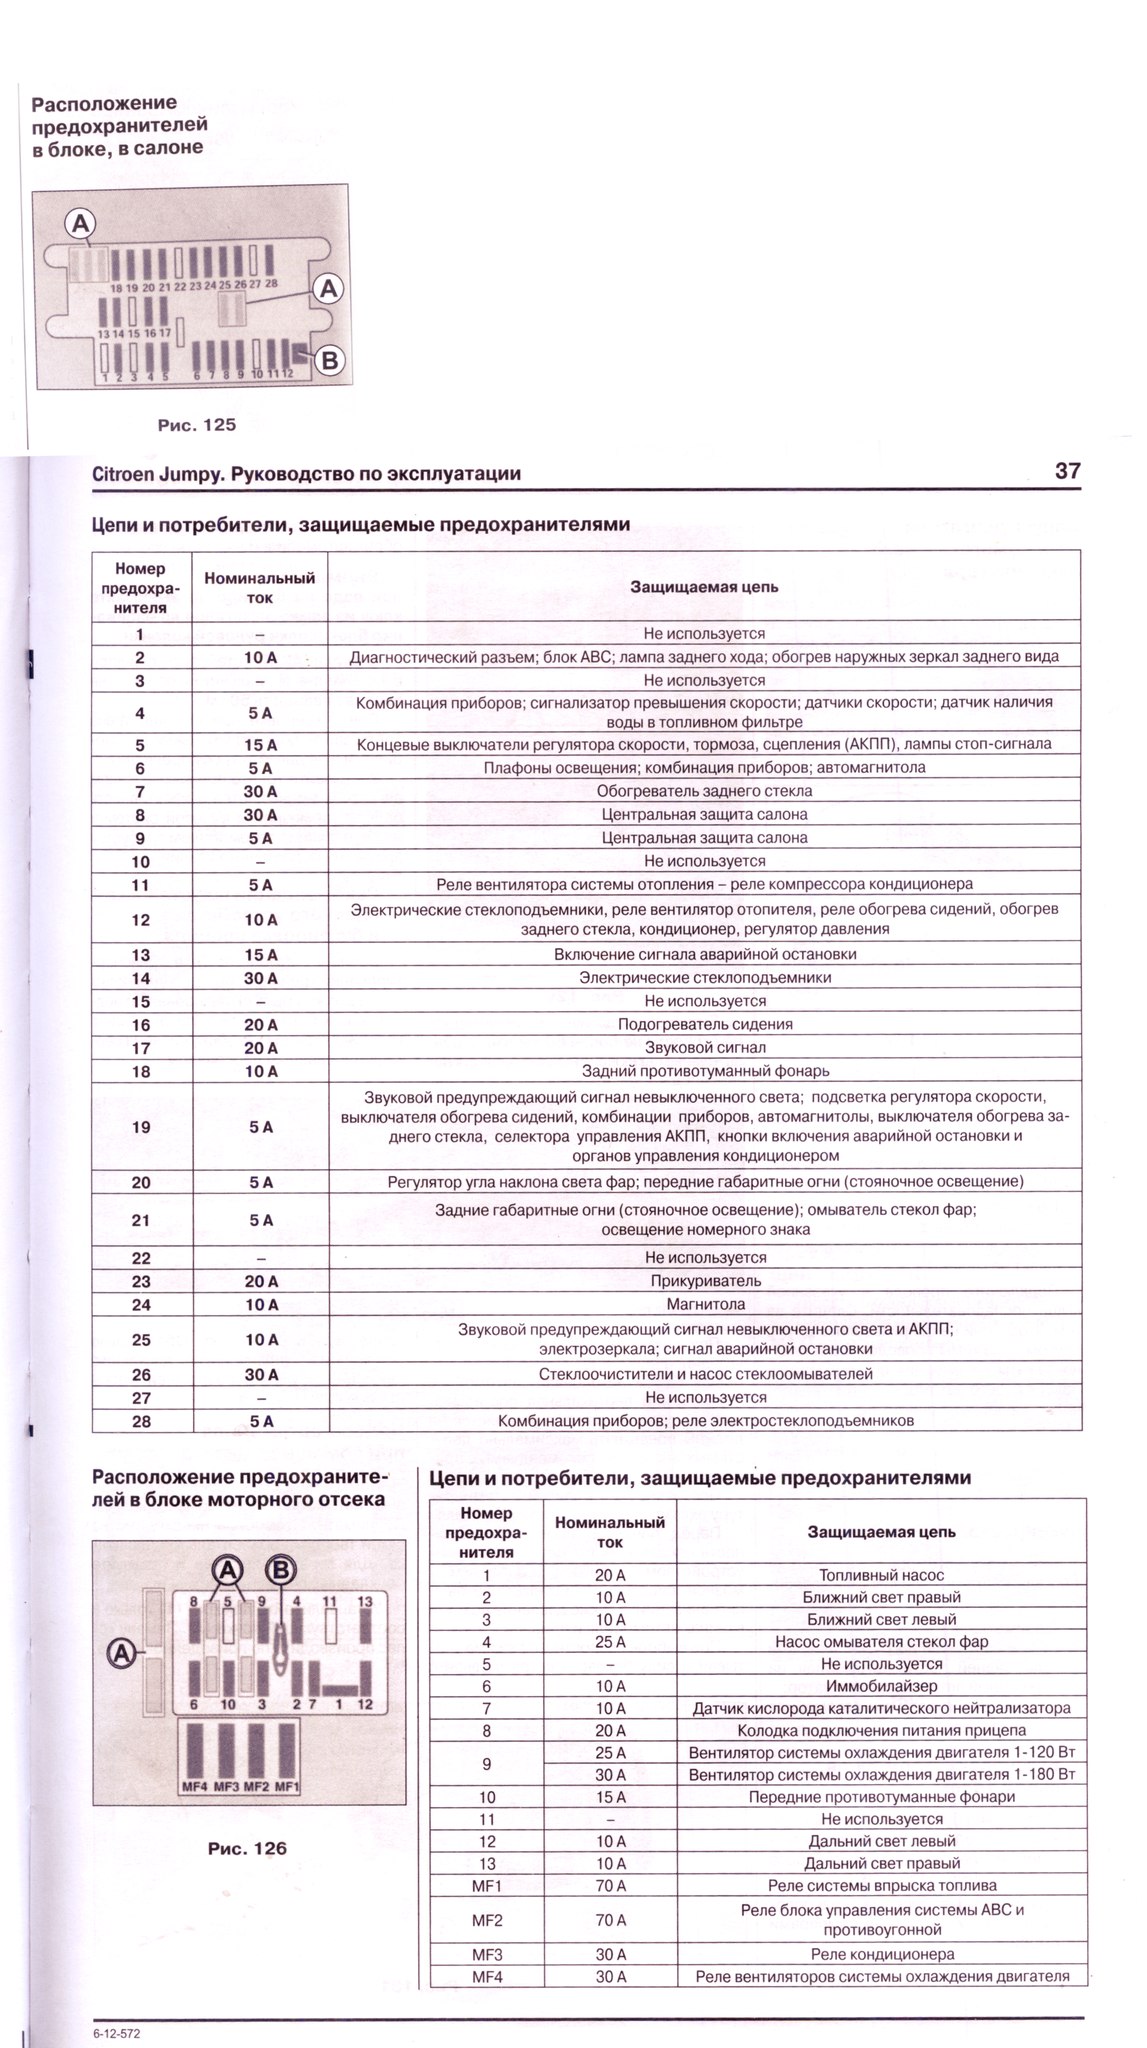 Расположение
предохранителей
в блоке, в салоне
A
A
18 19 20 21 22 23 24 25 26 27 28
13 14 15 16 17
B
1 2 3 4 5 6 7 8 9 10 11 12
Рис. 125
Citroen Jumpy. Руководство по эксплуатации 37
Цепи и потребители, защищаемые предохранителями
Номер предохра-нителя Номинальный ток Защищаемая цепь
1 – Не используется
2 10 А Диагностический разъем; блок АВС; лампа заднего хода; обогрев наружных зеркал заднего вида
3 – Не используется
4 5 А Комбинация приборов; сигнализатор превышения скорости; датчики скорости; датчик наличия
воды в топливном фильтре
5 15 А Концевые выключатели регулятора скорости, тормоза, сцепления (АКПП), лампы стоп-сигнала
6 5 А Плафоны освещения; комбинация приборов; автомагнитола
7 30 А Обогреватель заднего стекла
8 30 А Центральная защита салона
9 5 А Центральная защита салона
10 – Не используется
11 5 А Реле вентилятора системы отопления – реле компрессора кондиционера
12 10 А Электрические стеклоподъемники, реле вентилятор отопителя, реле обогрева сидений, обогрев
заднего стекла, кондиционер, регулятор давления
13 15 А Включение сигнала аварийной остановки
14 30 А Электрические стеклоподъемники
15 – Не используется
16 20 А Подогреватель сидения
17 20 А Звуковой сигнал
18 10 А Задний противотуманный фонарь
19 5 А Звуковой предупреждающий сигнал невыключенного света; подсветка регулятора скорости,
выключателя обогрева сидений, комбинации приборов, автомагнитолы, выключателя обогрева за-
днего стекла, селектора управления АКПП, кнопки включения аварийной остановки и
органов управления кондиционером
20 5 А Регулятор угла наклона света фар; передние габаритные огни (стояночное освещение)
21 5 А Задние габаритные огни (стояночное освещение); омыватель стекол фар;
освещение номерного знака
22 – Не используется
23 20 А Прикуриватель
24 10 А Магнитола
25 10 А Звуковой предупреждающий сигнал невыключенного света и АКПП;
электрозеркала; сигнал аварийной остановки
26 30 А Стеклоочистители и насос стеклоомывателей
27 – Не используется
28 5 А Комбинация приборов; реле электростеклоподъемников
Расположение предохраните-
лей в блоке моторного отсека
A B
8 5 9 4 11 13
A
6 10 3 2 7 1 12
MF4 MF3 MF2 MF1
Рис. 126
Цепи и потребители, защищаемые предохранителями
Номер предохра-нителя Номинальный ток Защищаемая цепь
1 20 А Топливный насос
2 10 А Ближний свет правый
3 10 А Ближний свет левый
4 25 А Насос омывателя стекол фар
5 – Не используется
6 10 А Иммобилайзер
7 10 А Датчик кислорода каталитического нейтрализатора
8 20 А Колодка подключения питания прицепа
9 25 А Вентилятор системы охлаждения двигателя 1-120 Вт
30 А Вентилятор системы охлаждения двигателя 1-180 Вт
10 15 А Передние противотуманные фонари
11 – Не используется
12 10 А Дальний свет левый
13 10 А Дальний свет правый
MF1 70 А Реле системы впрыска топлива
MF2 70 А Реле блока управления системы АВС и
противоугонной
MF3 30 А Реле кондиционера
MF4 30 А Реле вентиляторов системы охлаждения двигателя
6-12-572